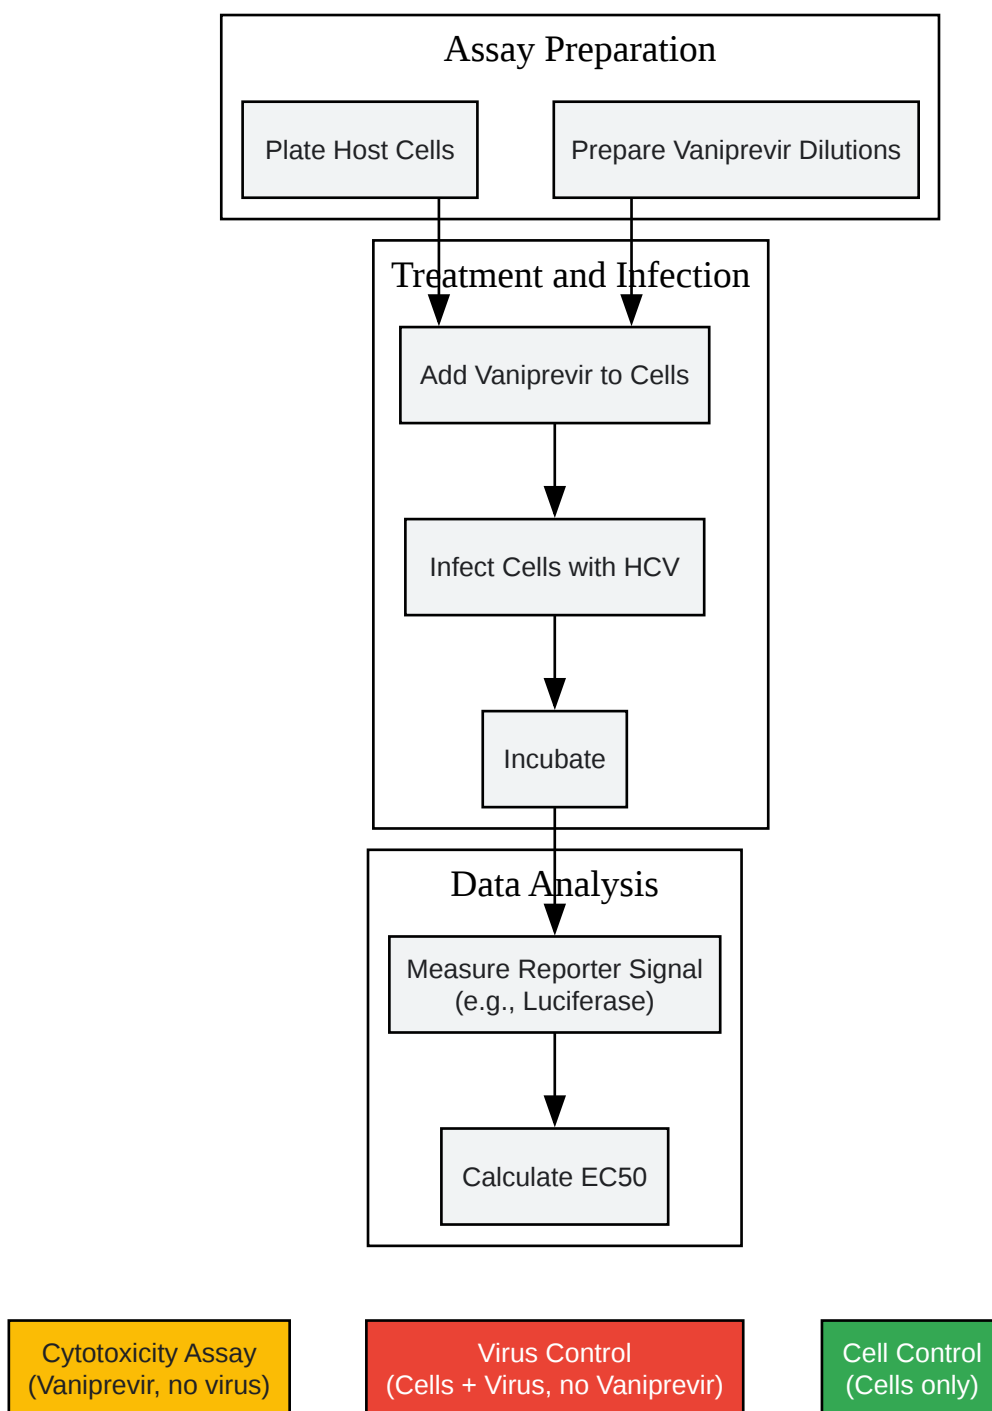 Assay Preparation
Plate Host Cells
Prepare Vaniprevir Dilutions
Treatment and Infection
Add Vaniprevir to Cells
Infect Cells with HCV
Incubate
Data Analysis
Measure Reporter Signal
(e.g., Luciferase)
Calculate EC50
Cytotoxicity Assay
(Vaniprevir, no virus)
Virus Control
(Cells + Virus, no Vaniprevir)
Cell Control
(Cells only)